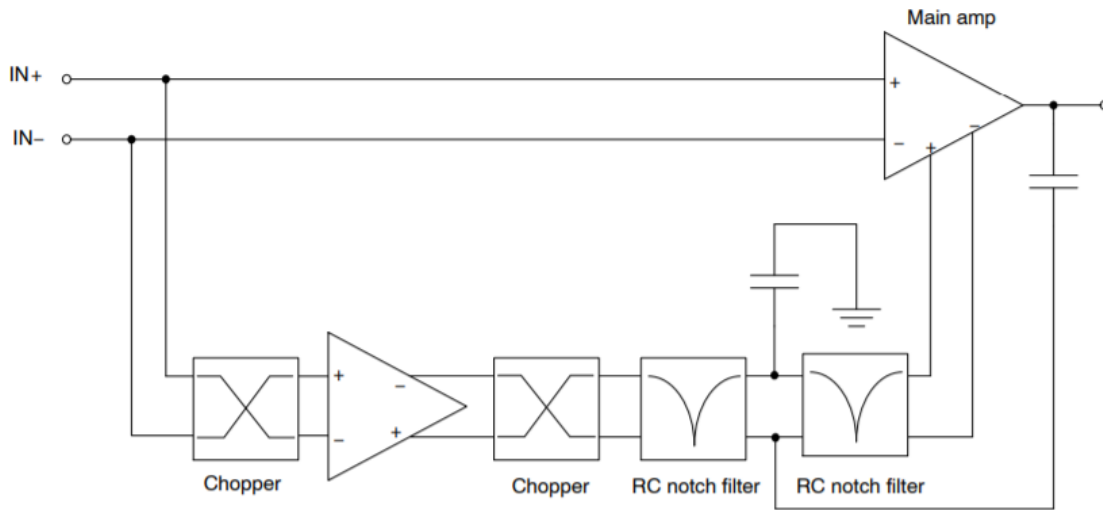 Main amp
IN+
+
IN−
−
+
−
+
−
−
+
Chopper
Chopper
RC notch filter
RC notch filter